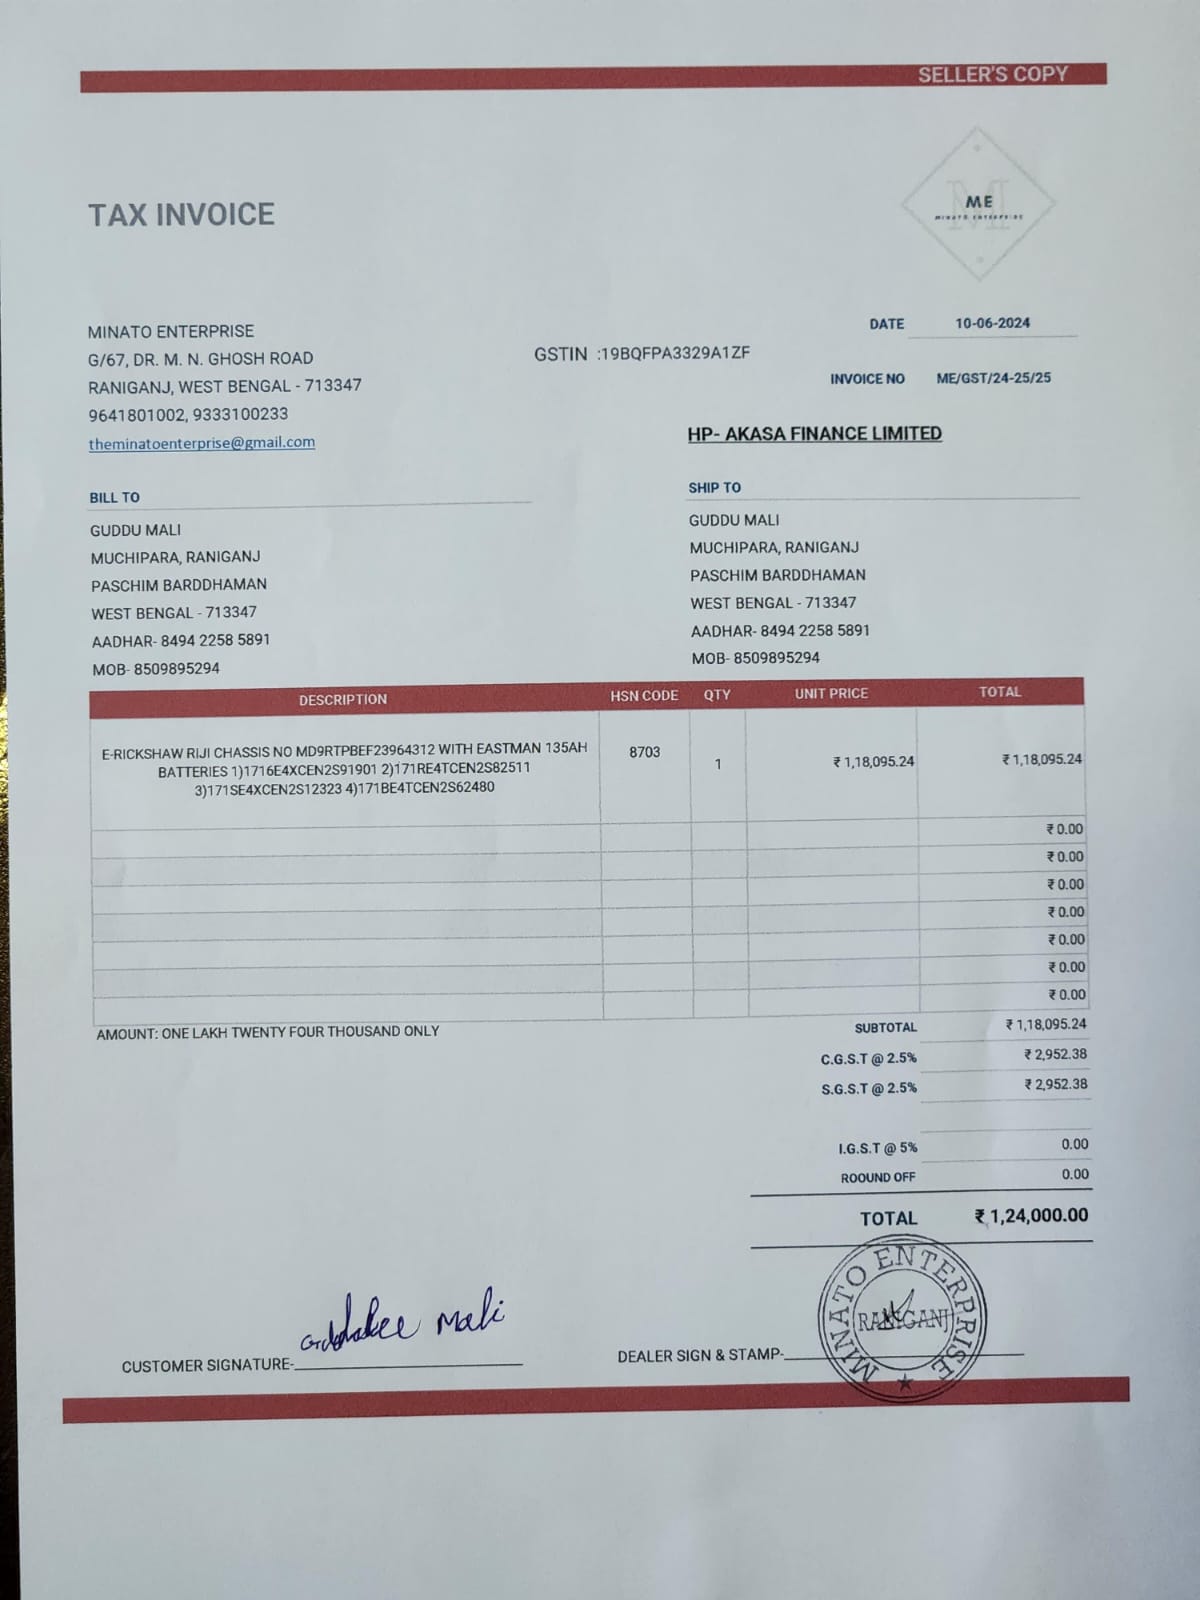 SELLER'S COPY
ME
MINATO ENTERPRISE
TAX INVOICE
MINATO ENTERPRISE
G/67, DR. M. N. GHOSH ROAD
RANIGANJ, WEST BENGAL - 713347
9641801002, 9333100233
theminatoenterprise@gmail.com
GSTIN :19BQFPA3329A1ZF
DATE 10-06-2024
INVOICE NO ME/GST/24-25/25
HP- AKASA FINANCE LIMITED
BILL TO
GUDDU MALI
MUCHIPARA, RANIGANJ
PASCHIM BARDDHAMAN
WEST BENGAL - 713347
AADHAR- 8494 2258 5891
MOB- 8509895294
SHIP TO
GUDDU MALI
MUCHIPARA, RANIGANJ
PASCHIM BARDDHAMAN
WEST BENGAL - 713347
AADHAR- 8494 2258 5891
MOB- 8509895294
DESCRIPTION HSN CODE QTY UNIT PRICE TOTAL
E-RICKSHAW RIJI CHASSIS NO MD9RTPBEF23964312 WITH EASTMAN 135AH
BATTERIES 1)1716E4XCEN2S91901 2)171RE4TCEN2S82511
3)171SE4XCEN2S12323 4)171BE4TCEN2S62480
8703 1 ₹ 1,18,095.24 ₹ 1,18,095.24
₹ 0.00
₹ 0.00
₹ 0.00
₹ 0.00
₹ 0.00
₹ 0.00
₹ 0.00
AMOUNT: ONE LAKH TWENTY FOUR THOUSAND ONLY
SUBTOTAL ₹ 1,18,095.24
C.G.S.T @ 2.5% ₹ 2,952.38
S.G.S.T @ 2.5% ₹ 2,952.38
I.G.S.T @ 5% 0.00
ROOUND OFF 0.00
TOTAL ₹ 1,24,000.00
CUSTOMER SIGNATURE- Mali
DEALER SIGN & STAMP-
MINATO ENTERPRISE
RANIGANJ